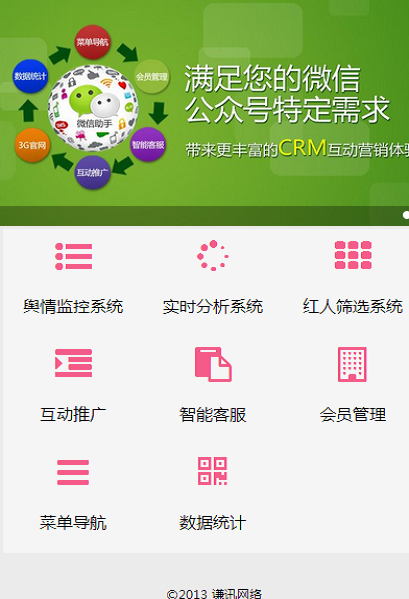 菜单导航
数据统计
会员管理
微信助手
3G官网
智能客服
互动推广
满足您的微信
公众号特定需求
带来更丰富的CRM互动营销体验
舆情监控系统
实时分析系统
红人筛选系统
互动推广
智能客服
会员管理
菜单导航
数据统计
©2013 谦讯网络